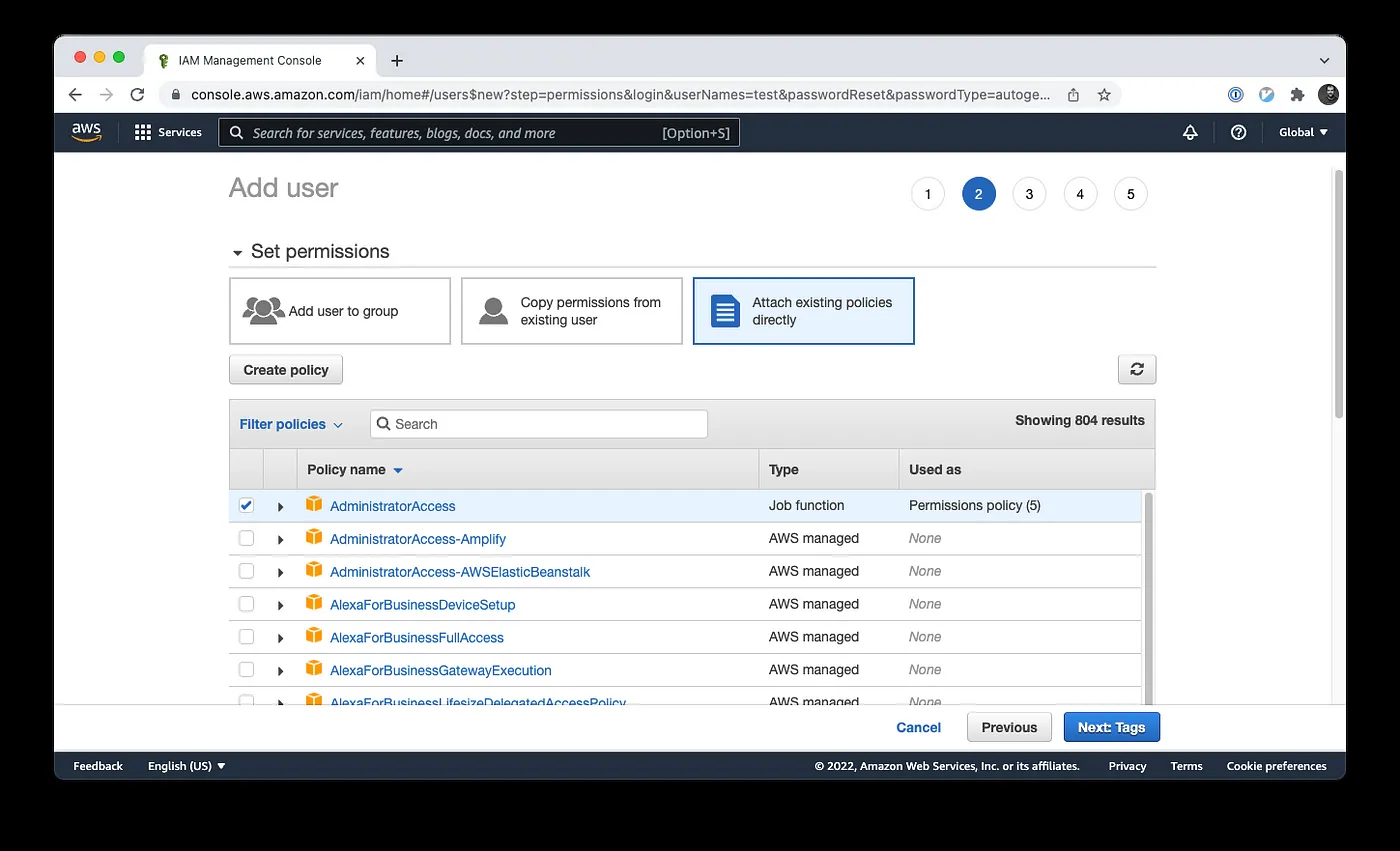 IAM Management Console
console.aws.amazon.com/iam/home#/users$new?step=permissions&login&userNames=test&passwordReset&passwordType=autoge...
aws Services Search for services, features, blogs, docs, and more [Option+S] Global
Add user 1 2 3 4 5
Set permissions
Add user to group
Copy permissions from
existing user
Attach existing policies
directly
Create policy
Filter policies Search Showing 804 results
Policy name Type Used as
AdministratorAccess Job function Permissions policy (5)
AdministratorAccess-Amplify AWS managed None
AdministratorAccess-AWSElasticBeanstalk AWS managed None
AlexaForBusinessDeviceSetup AWS managed None
AlexaForBusinessFullAccess AWS managed None
AlexaForBusinessGatewayExecution AWS managed None
AlexaForBusinessLifesizeDelegatedAccessPolicy AWS managed None
Cancel Previous Next: Tags
Feedback English (US) © 2022, Amazon Web Services, Inc. or its affiliates. Privacy Terms Cookie preferences